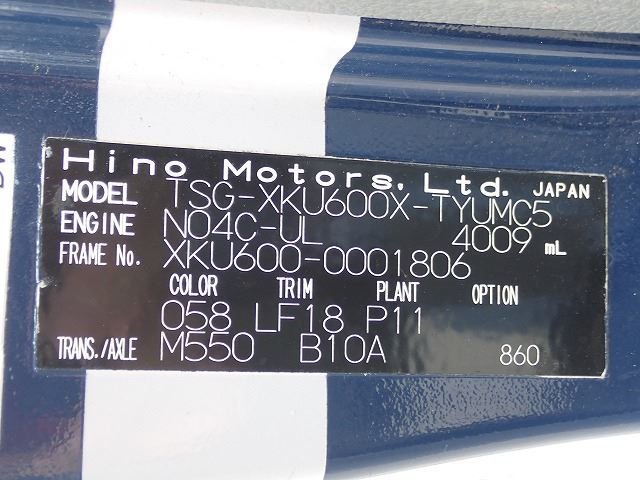 Hino Motors, Ltd. JAPAN
MODEL TSG-XKU600X-TYUMC5
ENGINE N04C-UL 4009 mL
FRAME No. XKU600-0001806
COLOR TRIM PLANT OPTION
058 LF18 P11
TRANS./AXLE M550 B10A 860